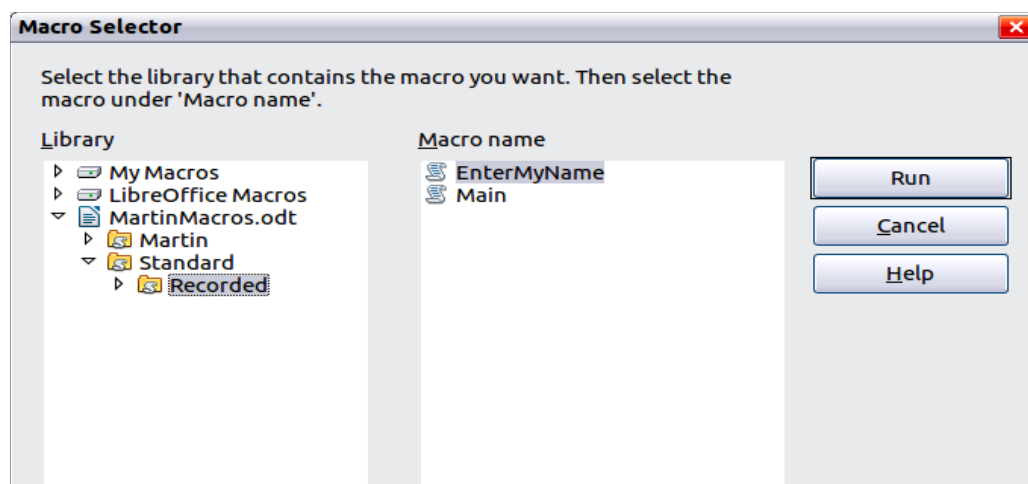 Macro Selector
Select the library that contains the macro you want. Then select the
macro under 'Macro name'.
Library
My Macros
LibreOffice Macros
MartinMacros.odt
Martin
Standard
Recorded
Macro name
EnterMyName
Main
Run
Cancel
Help